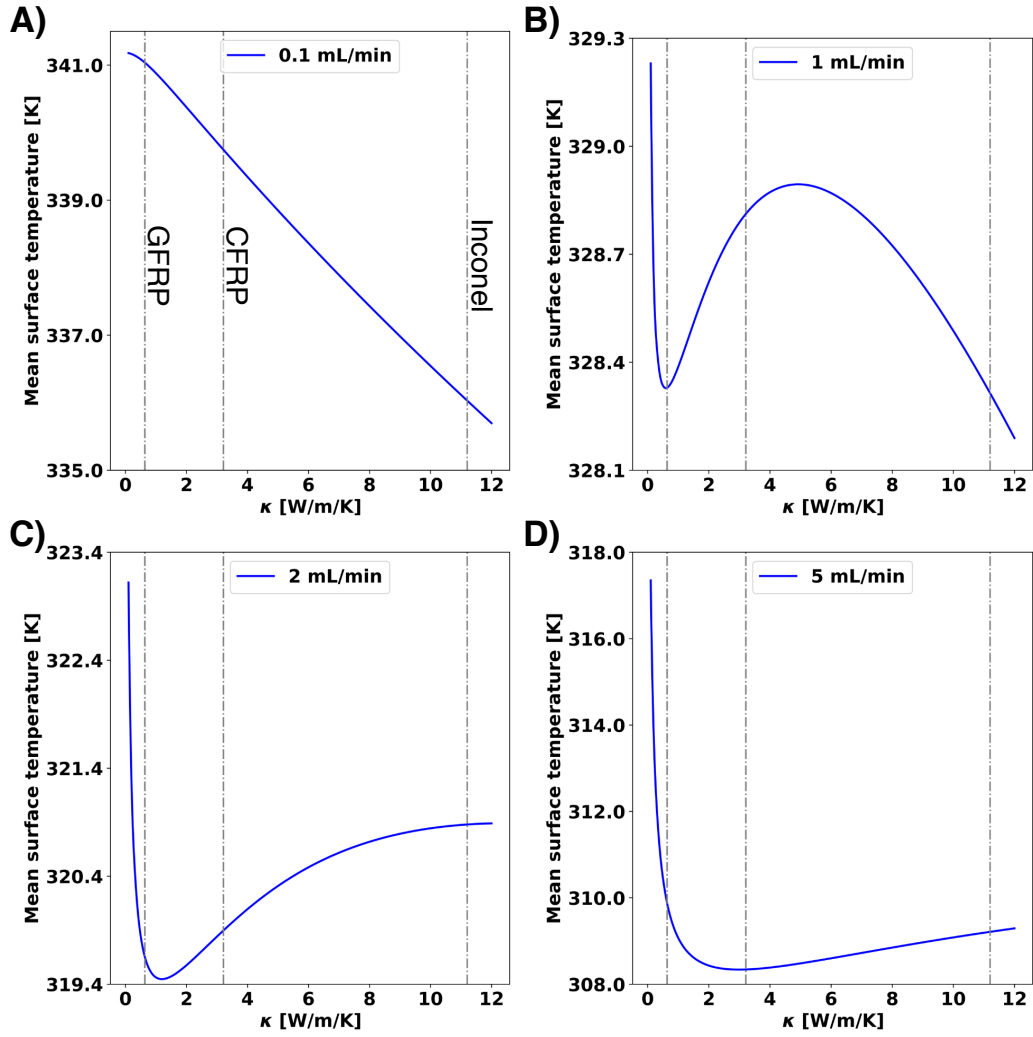 A)
341.0
339.0
337.0
335.0
Mean surface temperature [K]
0.1 mL/min
GFRP
CFRP
Inconel
0 2 4 6 8 10 12
κ [W/m/K]
B)
329.3
329.0
328.7
328.4
328.1
Mean surface temperature [K]
1 mL/min
0 2 4 6 8 10 12
κ [W/m/K]
C)
323.4
322.4
321.4
320.4
319.4
Mean surface temperature [K]
2 mL/min
0 2 4 6 8 10 12
κ [W/m/K]
D)
318.0
316.0
314.0
312.0
310.0
308.0
Mean surface temperature [K]
5 mL/min
0 2 4 6 8 10 12
κ [W/m/K]